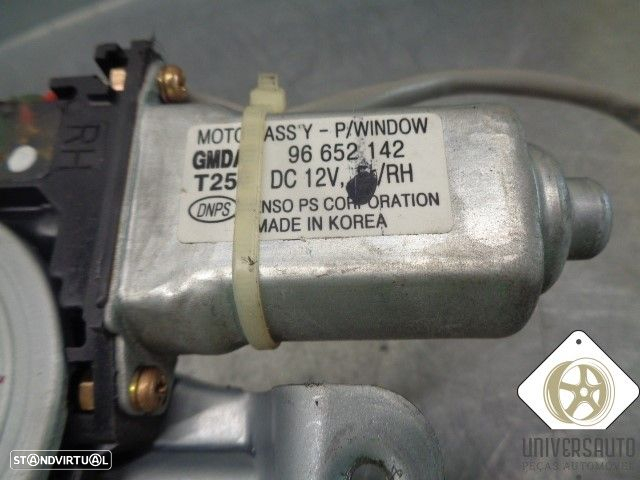 RH
MOTO ASS'Y - P/WINDOW
GMDA 96 652 142
T25 DC 12V, /RH
DNPS NSO PS CORPORATION
MADE IN KOREA
UNIVERSAUTO
PEÇAS AUTOMÓVEL
STANDVIRTUAL